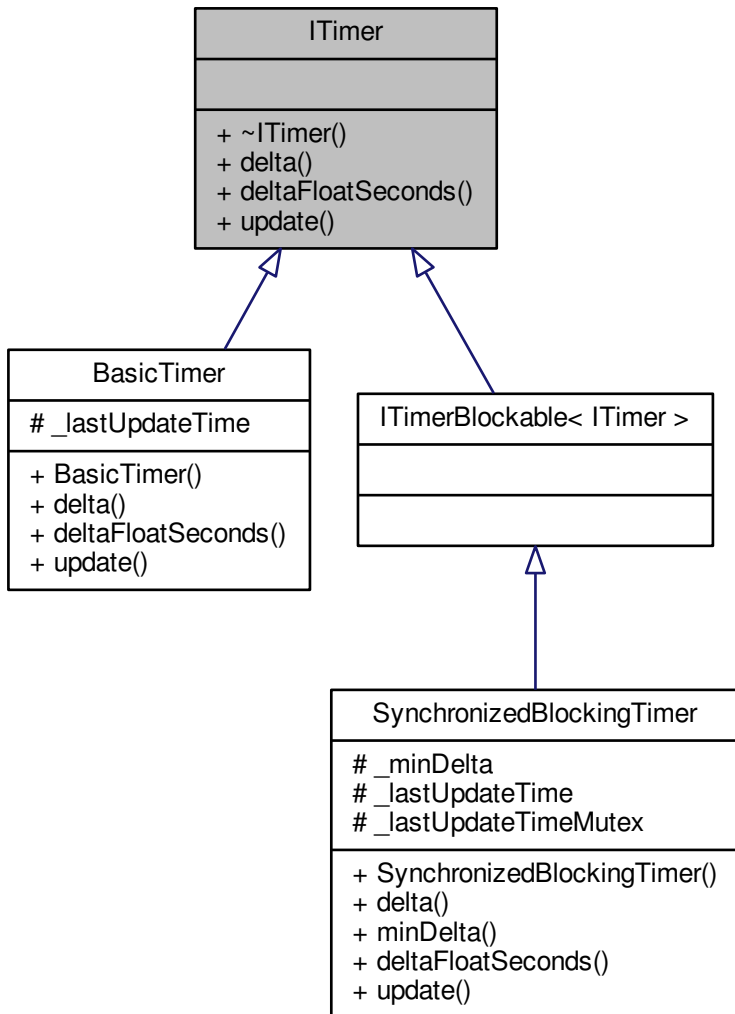 ITimer
+ ~ITimer()
+ delta()
+ deltaFloatSeconds()
+ update()
BasicTimer
# _lastUpdateTime
+ BasicTimer()
+ delta()
+ deltaFloatSeconds()
+ update()
ITimerBlockable< ITimer >
SynchronizedBlockingTimer
# _minDelta
# _lastUpdateTime
# _lastUpdateTimeMutex
+ SynchronizedBlockingTimer()
+ delta()
+ minDelta()
+ deltaFloatSeconds()
+ update()